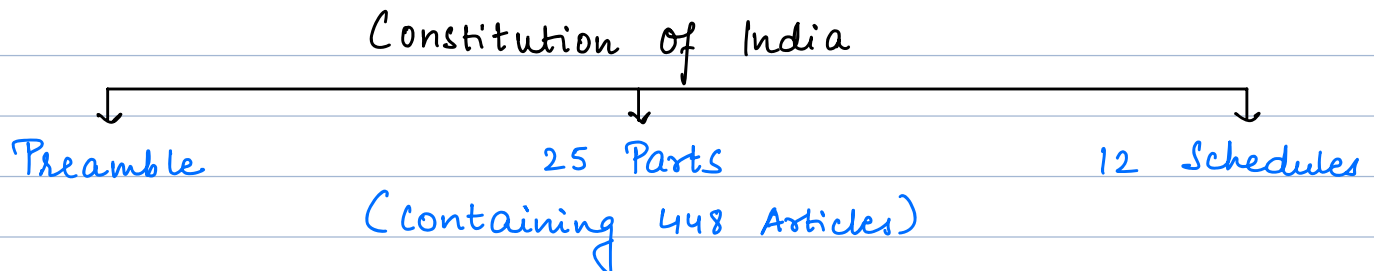 Constitution of India
Preamble 25 Parts 12 Schedules
(Containing 448 Articles)